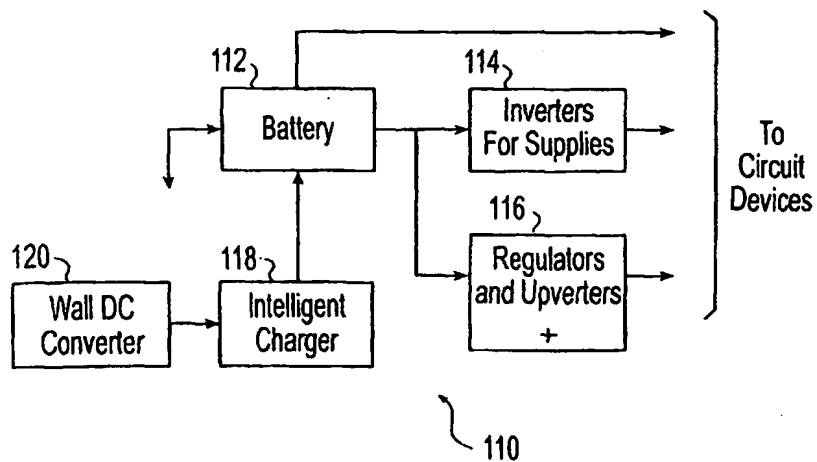 112
Battery
114
Inverters
For Supplies
To
Circuit
Devices
116
Regulators
and Upverters
+
120
Wall DC
Converter
118
Intelligent
Charger
110